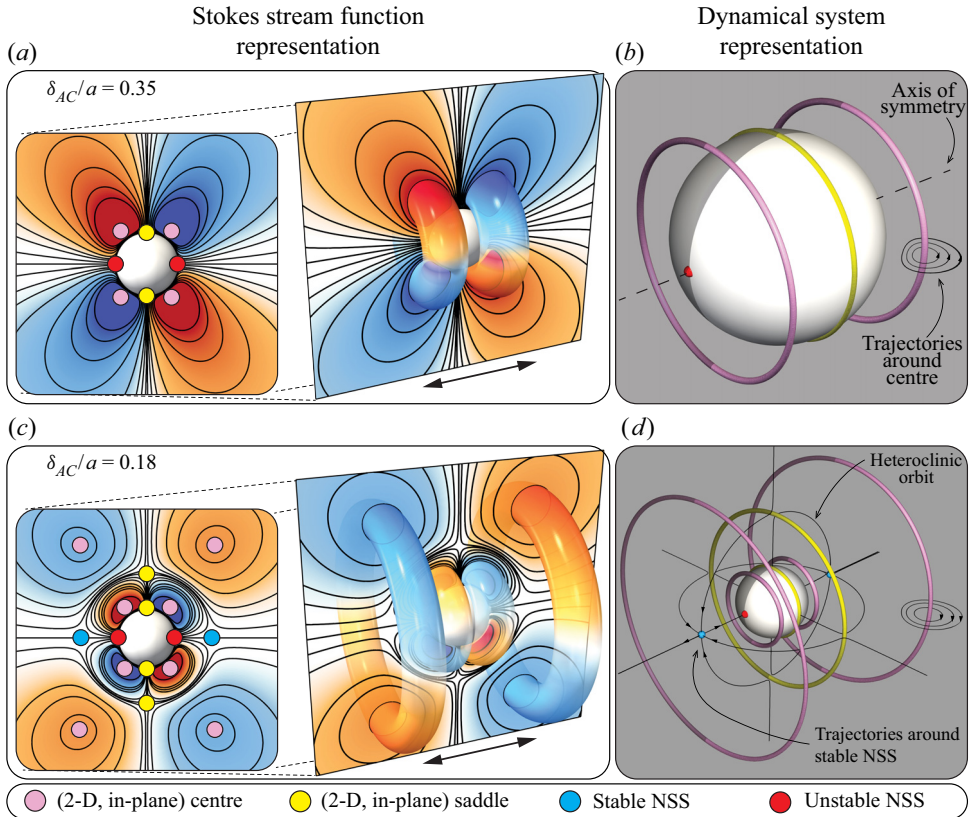 Stokes stream function
representation
Dynamical system
representation
(a)
(b)
δAC/a = 0.35
Axis of
symmetry
Trajectories
around
centre
(c)
(d)
δAC/a = 0.18
Heteroclinic
orbit
Trajectories around
stable NSS
(2-D, in-plane) centre
(2-D, in-plane) saddle
Stable NSS
Unstable NSS